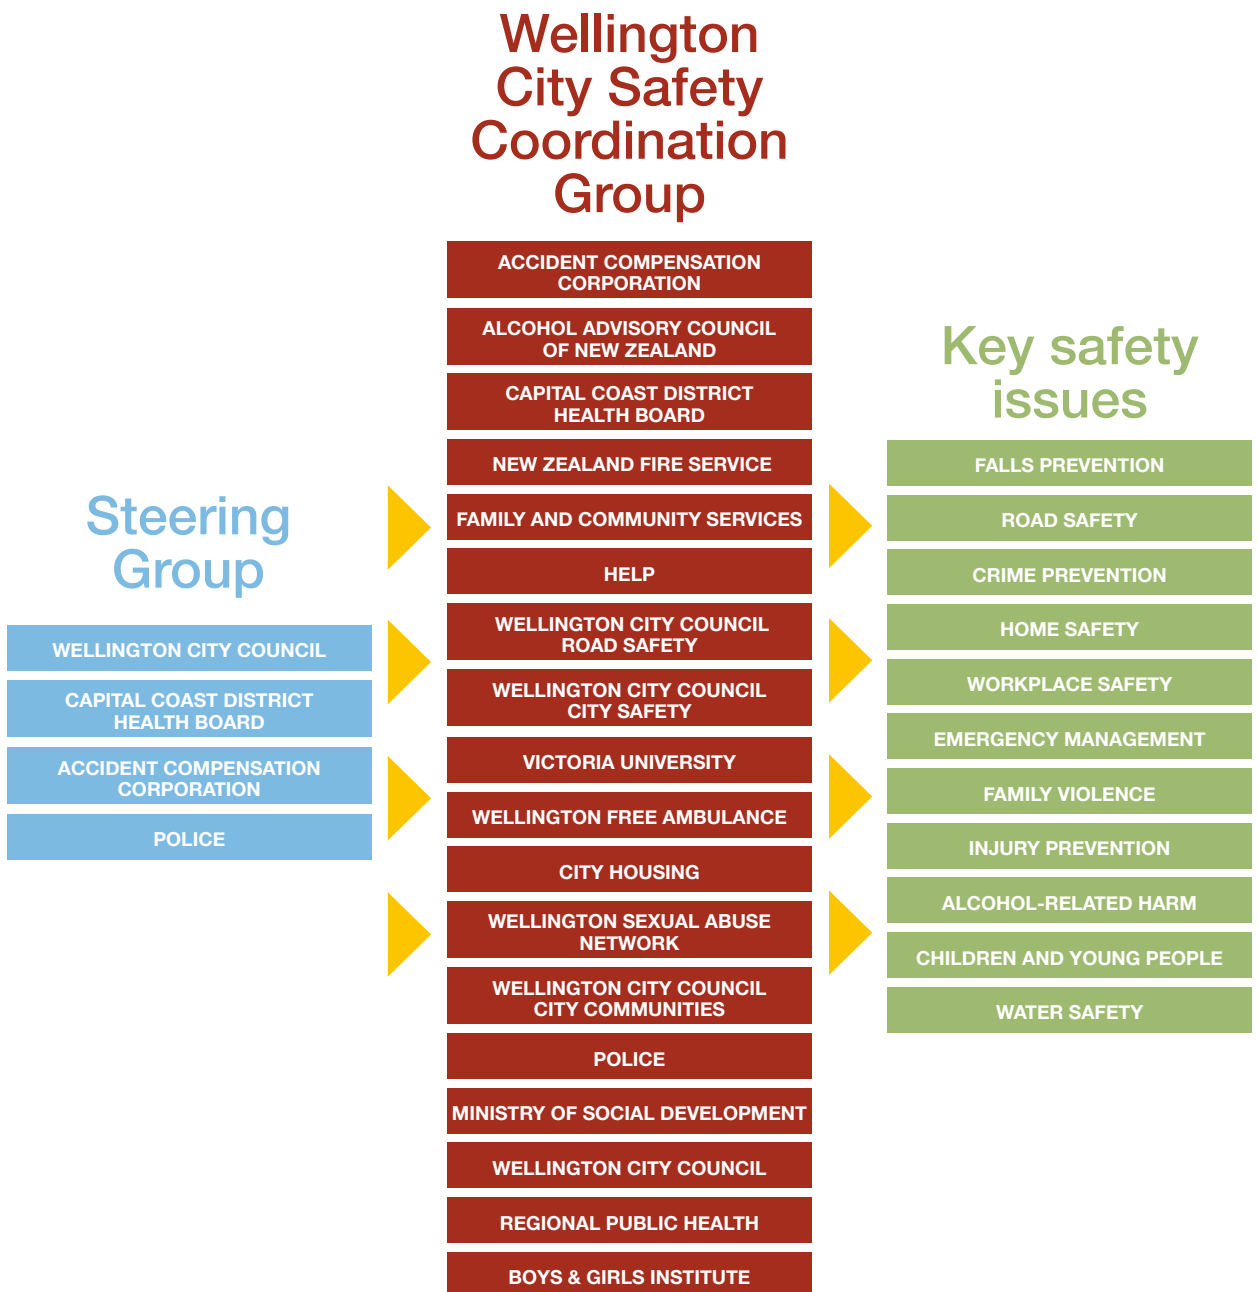 Wellington
City Safety
Coordination
Group
ACCIDENT COMPENSATION
CORPORATION
ALCOHOL ADVISORY COUNCIL
OF NEW ZEALAND
CAPITAL COAST DISTRICT
HEALTH BOARD
NEW ZEALAND FIRE SERVICE
FAMILY AND COMMUNITY SERVICES
HELP
WELLINGTON CITY COUNCIL
ROAD SAFETY
WELLINGTON CITY COUNCIL
CITY SAFETY
VICTORIA UNIVERSITY
WELLINGTON FREE AMBULANCE
CITY HOUSING
WELLINGTON SEXUAL ABUSE
NETWORK
WELLINGTON CITY COUNCIL
CITY COMMUNITIES
POLICE
MINISTRY OF SOCIAL DEVELOPMENT
WELLINGTON CITY COUNCIL
REGIONAL PUBLIC HEALTH
BOYS & GIRLS INSTITUTE
Steering
Group
WELLINGTON CITY COUNCIL
CAPITAL COAST DISTRICT
HEALTH BOARD
ACCIDENT COMPENSATION
CORPORATION
POLICE
Key safety
issues
FALLS PREVENTION
ROAD SAFETY
CRIME PREVENTION
HOME SAFETY
WORKPLACE SAFETY
EMERGENCY MANAGEMENT
FAMILY VIOLENCE
INJURY PREVENTION
ALCOHOL-RELATED HARM
CHILDREN AND YOUNG PEOPLE
WATER SAFETY